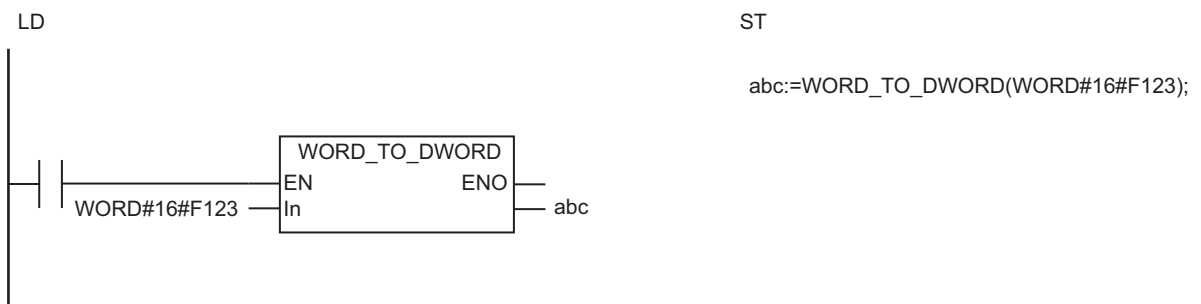 LD
ST
abc:=WORD_TO_DWORD(WORD#16#F123);
WORD_TO_DWORD
EN ENO
WORD#16#F123 In abc